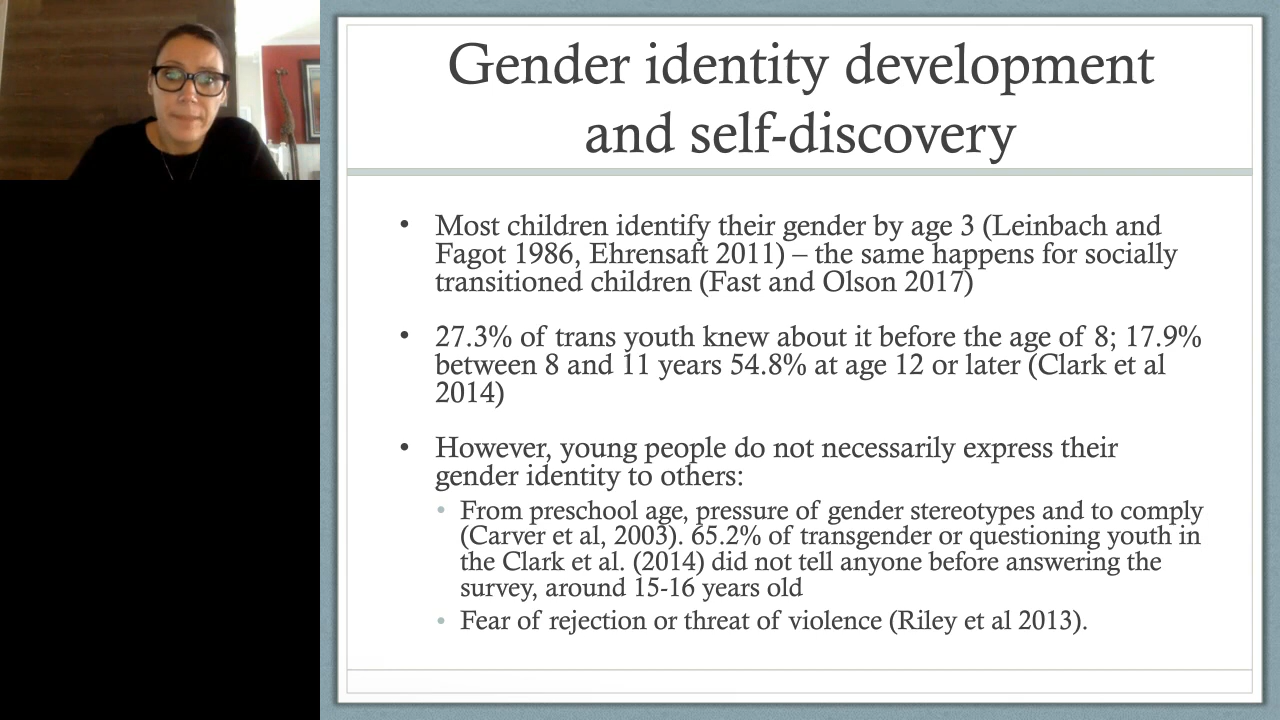 Gender identity development
and self-discovery
• Most children identify their gender by age 3 (Leinbach and
Fagot 1986, Ehrensaft 2011) – the same happens for socially
transitioned children (Fast and Olson 2017)
• 27.3% of trans youth knew about it before the age of 8; 17.9%
between 8 and 11 years 54.8% at age 12 or later (Clark et al
2014)
• However, young people do not necessarily express their
gender identity to others:
• From preschool age, pressure of gender stereotypes and to comply
(Carver et al, 2003). 65.2% of transgender or questioning youth in
the Clark et al. (2014) did not tell anyone before answering the
survey, around 15-16 years old
• Fear of rejection or threat of violence (Riley et al 2013).